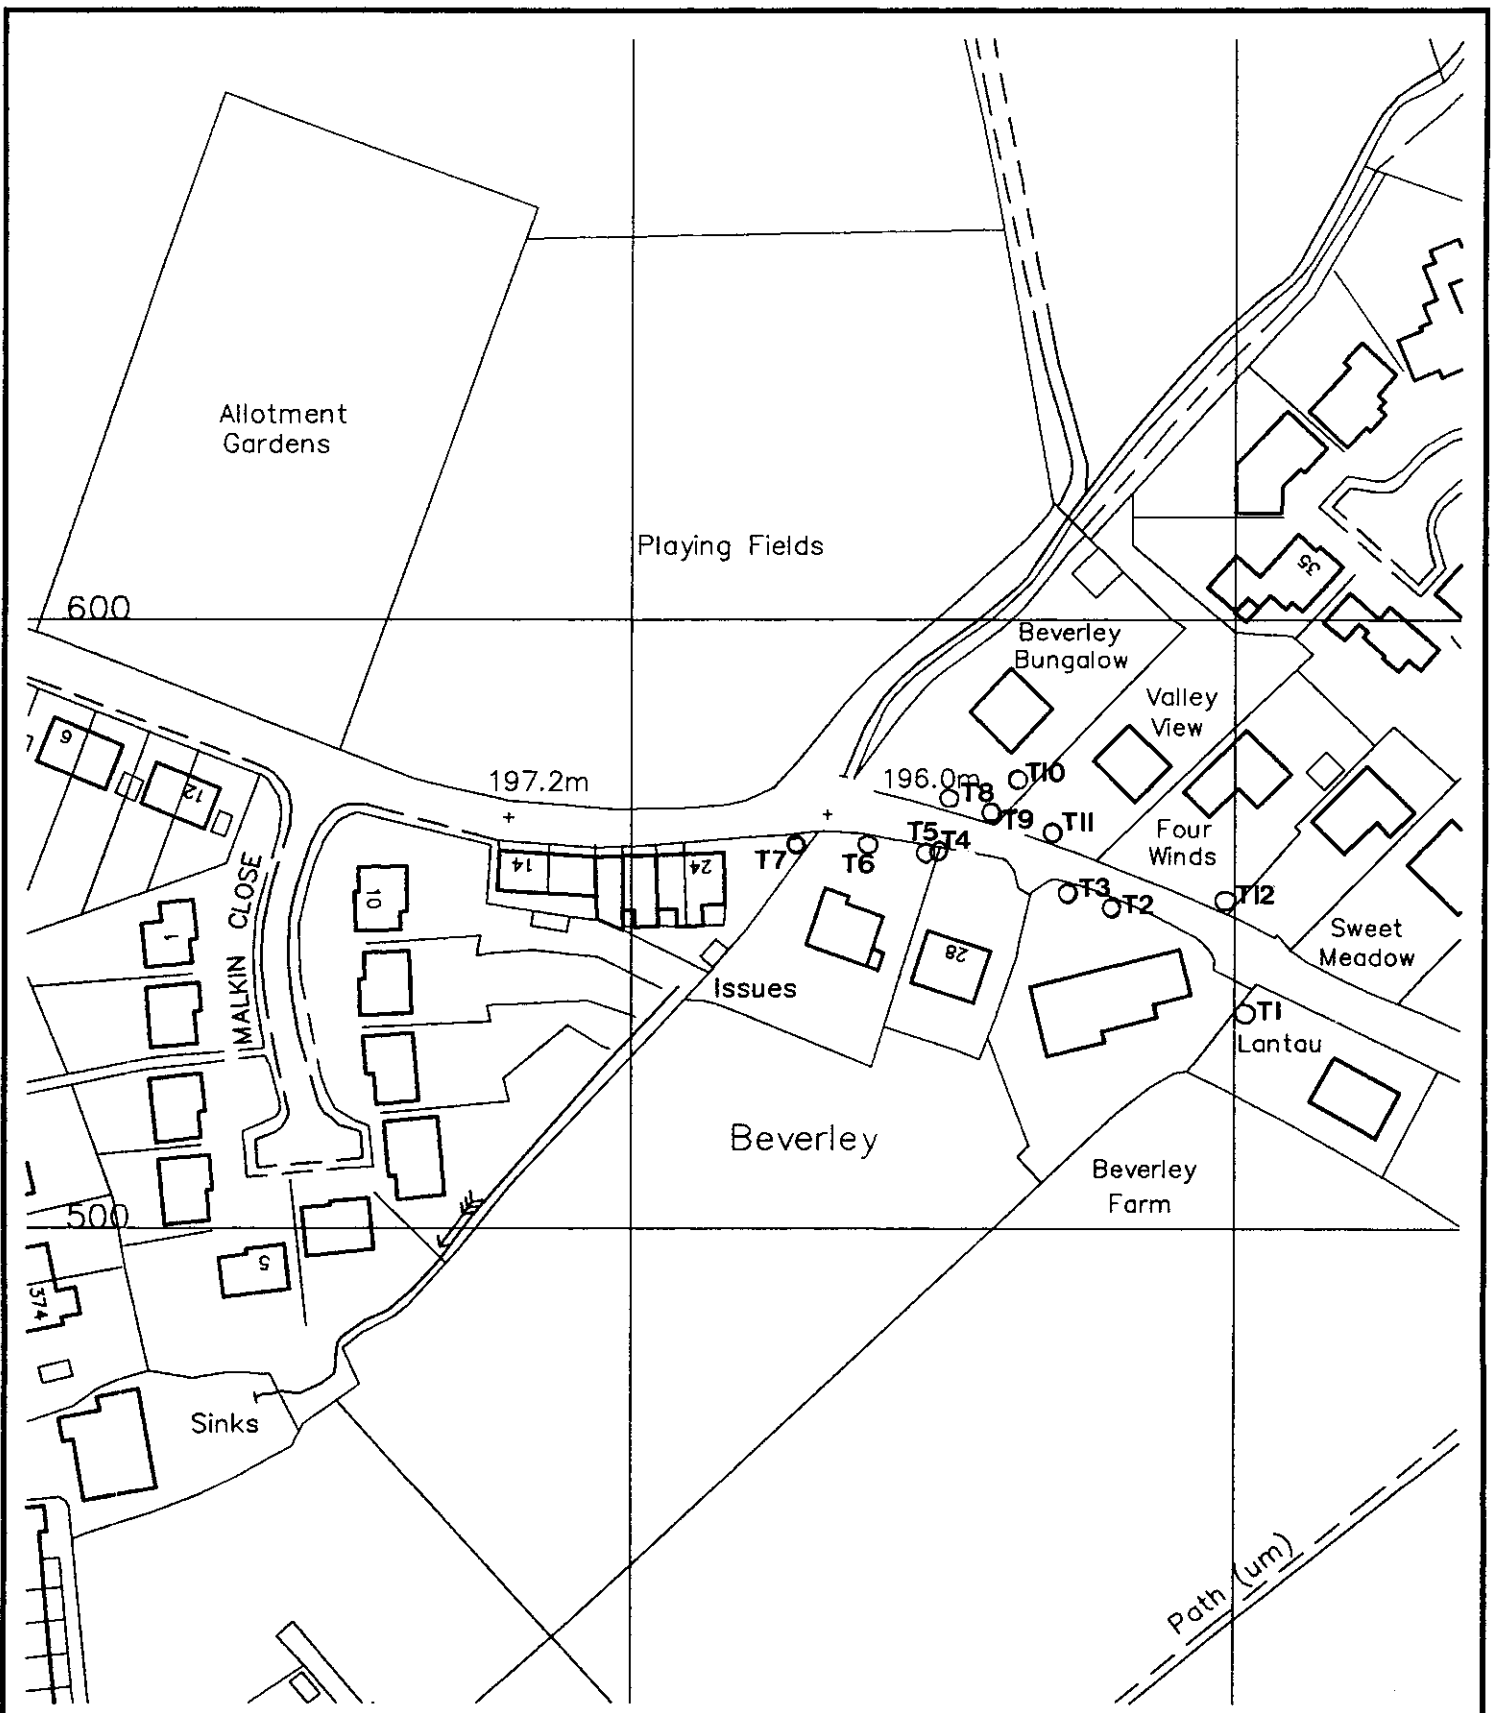 Allotment
Gardens
Playing Fields
35
600
Beverley
Bungalow
Valley
View
6
12
197.2m
196.0m
T10
T8
T9
T11
T5
T4
T7
T6
14
24
Four
Winds
T3
T2
T12
10
1
MALKIN CLOSE
28
Sweet
Meadow
Issues
T1
Lantau
Beverley
Beverley
Farm
500
5
374
Sinks
Path (um)